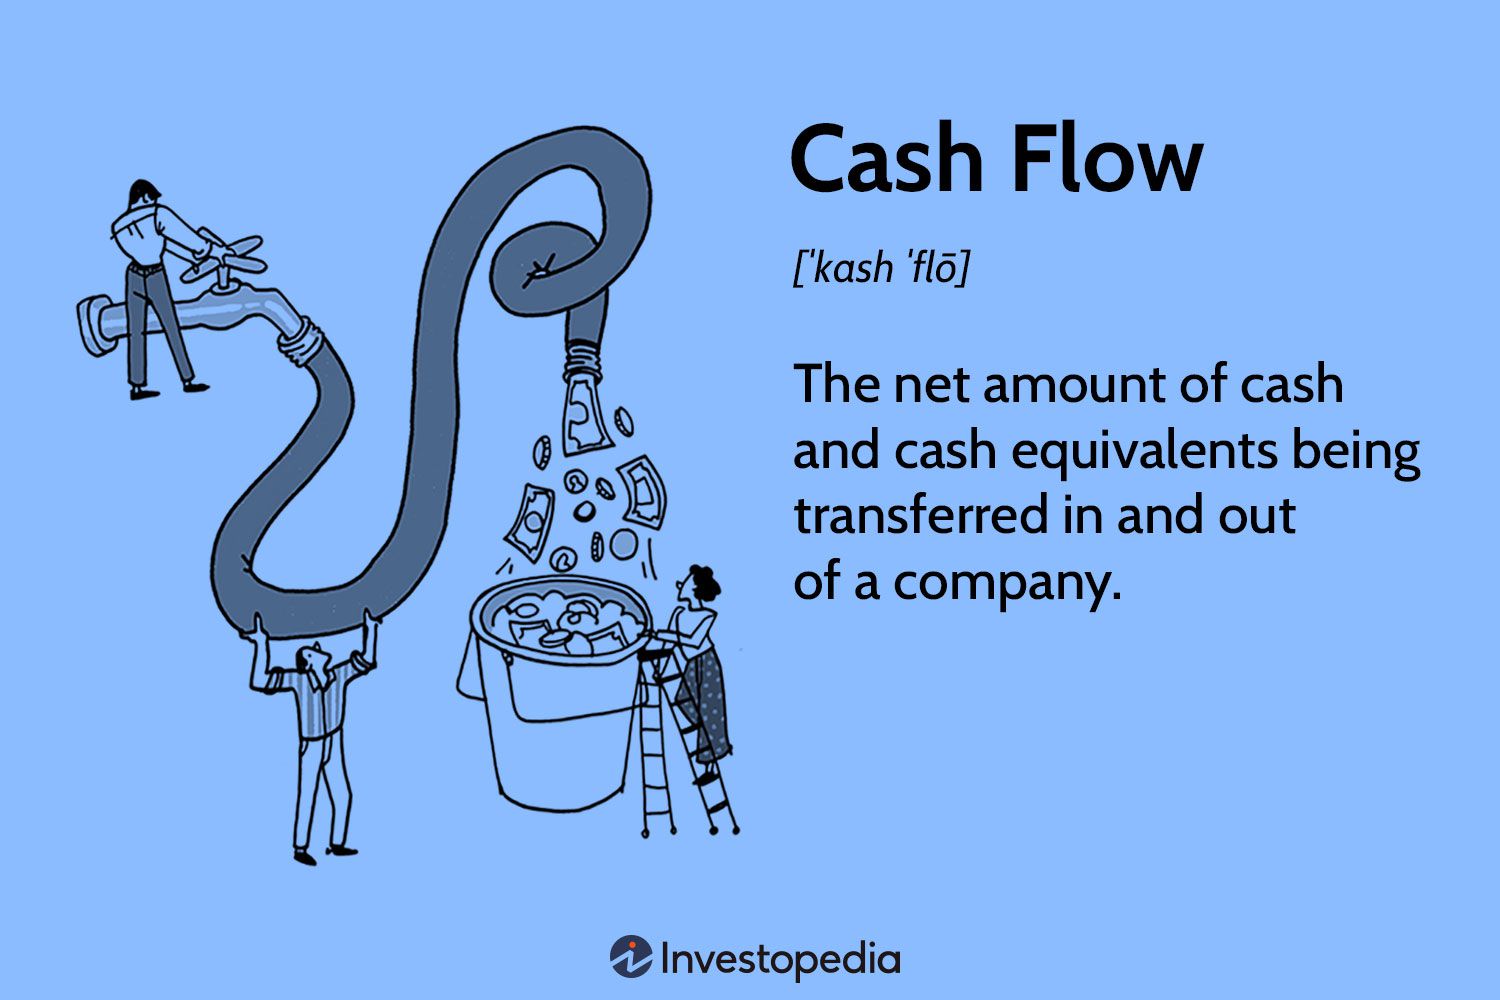 Cash Flow
[ˈkash ˈflō]
The net amount of cash
and cash equivalents being
transferred in and out
of a company.
Investopedia